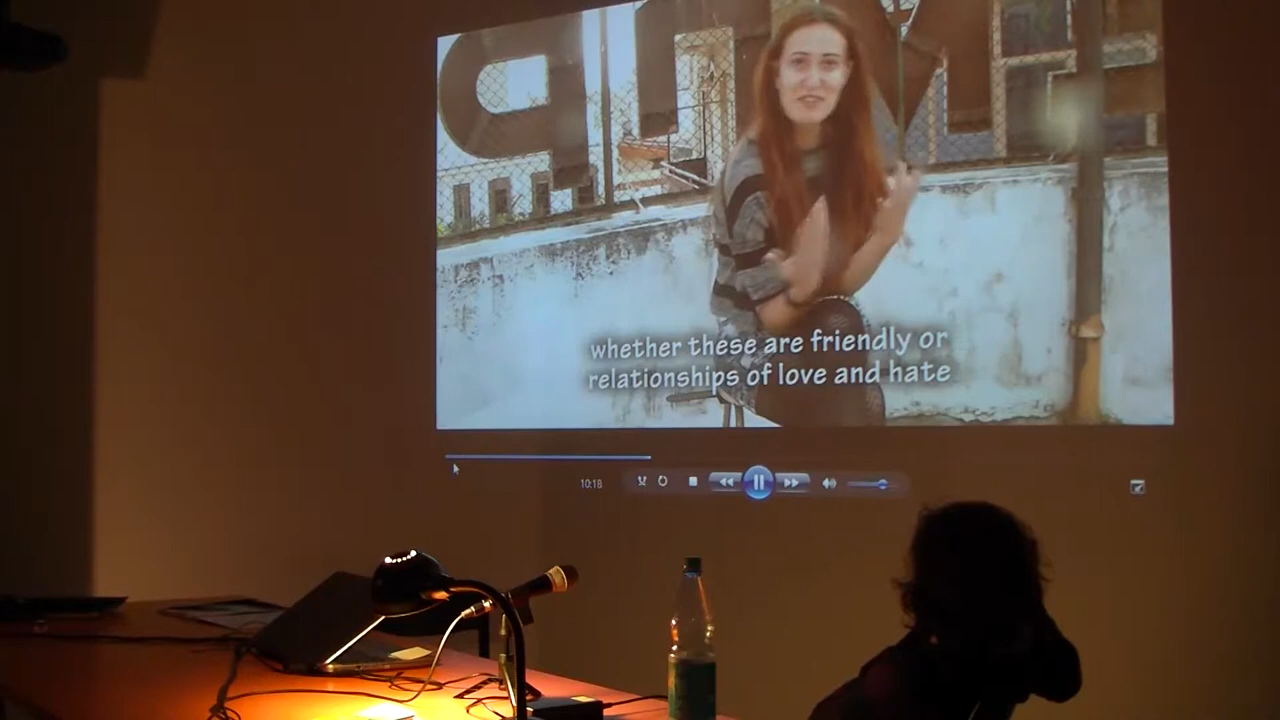 whether these are friendly or
relationships of love and hate
10:18